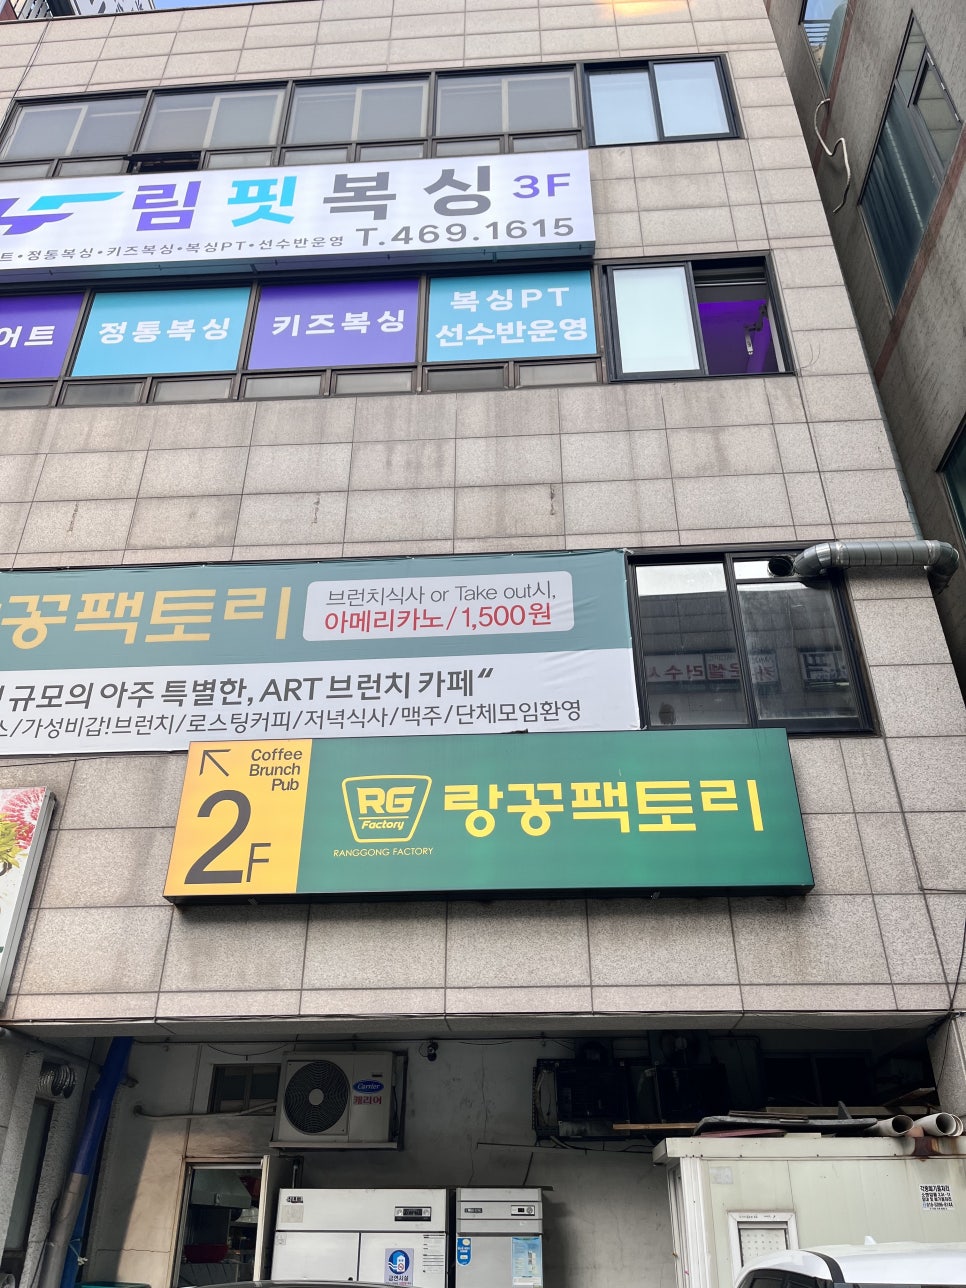 림핏복싱 3F
트•정통복싱•키즈복싱•복싱PT•선수반운영 T.469.1615
어트
정통복싱
키즈복싱
복싱PT
선수반운영
꽁팩토리
브런치식사 or Take out시,
아메리카노/1,500원
규모의 아주 특별한, ART 브런치 카페"
스/가성비갑!브런치/로스팅커피/저녁식사/맥주/단체모임환영
Coffee
Brunch
Pub
2F
RG
Factory
RANGGONG FACTORY
랑꽁팩토리
Carrier
캐리어
금연시설